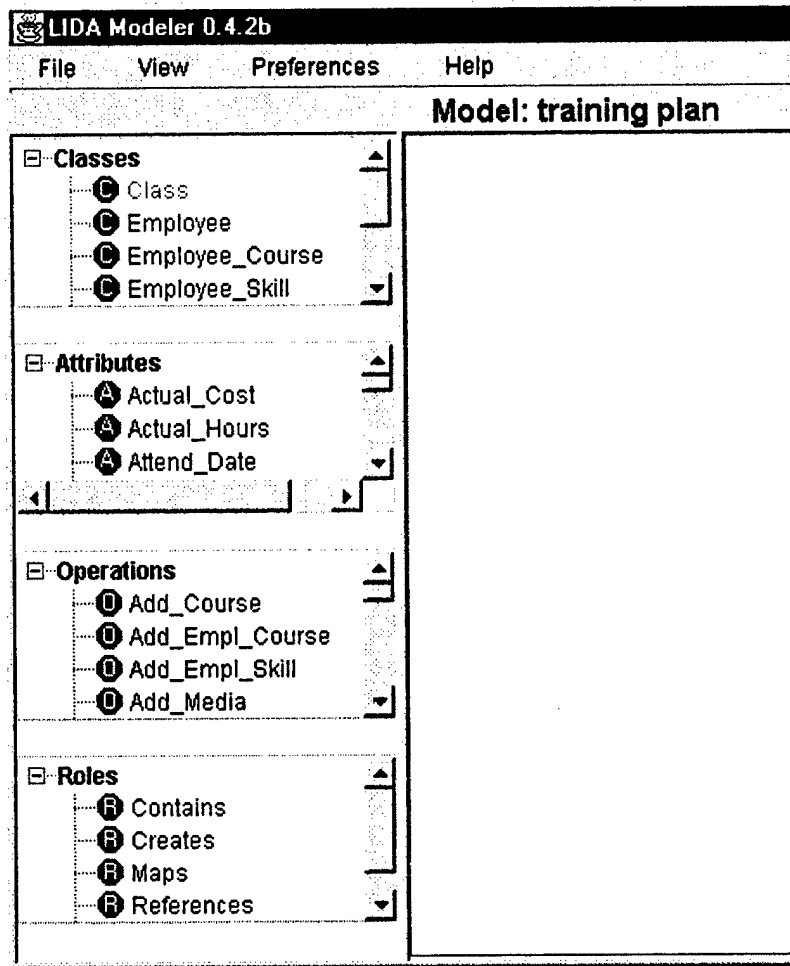 LIDA Modeler 0.4.2b
File View Preferences Help
Model: training plan
Classes
C Class
C Employee
C Employee_Course
C Employee_Skill
Attributes
A Actual_Cost
A Actual_Hours
A Attend_Date
Operations
O Add_Course
O Add_Empl_Course
O Add_Empl_Skill
O Add_Media
Roles
R Contains
R Creates
R Maps
R References